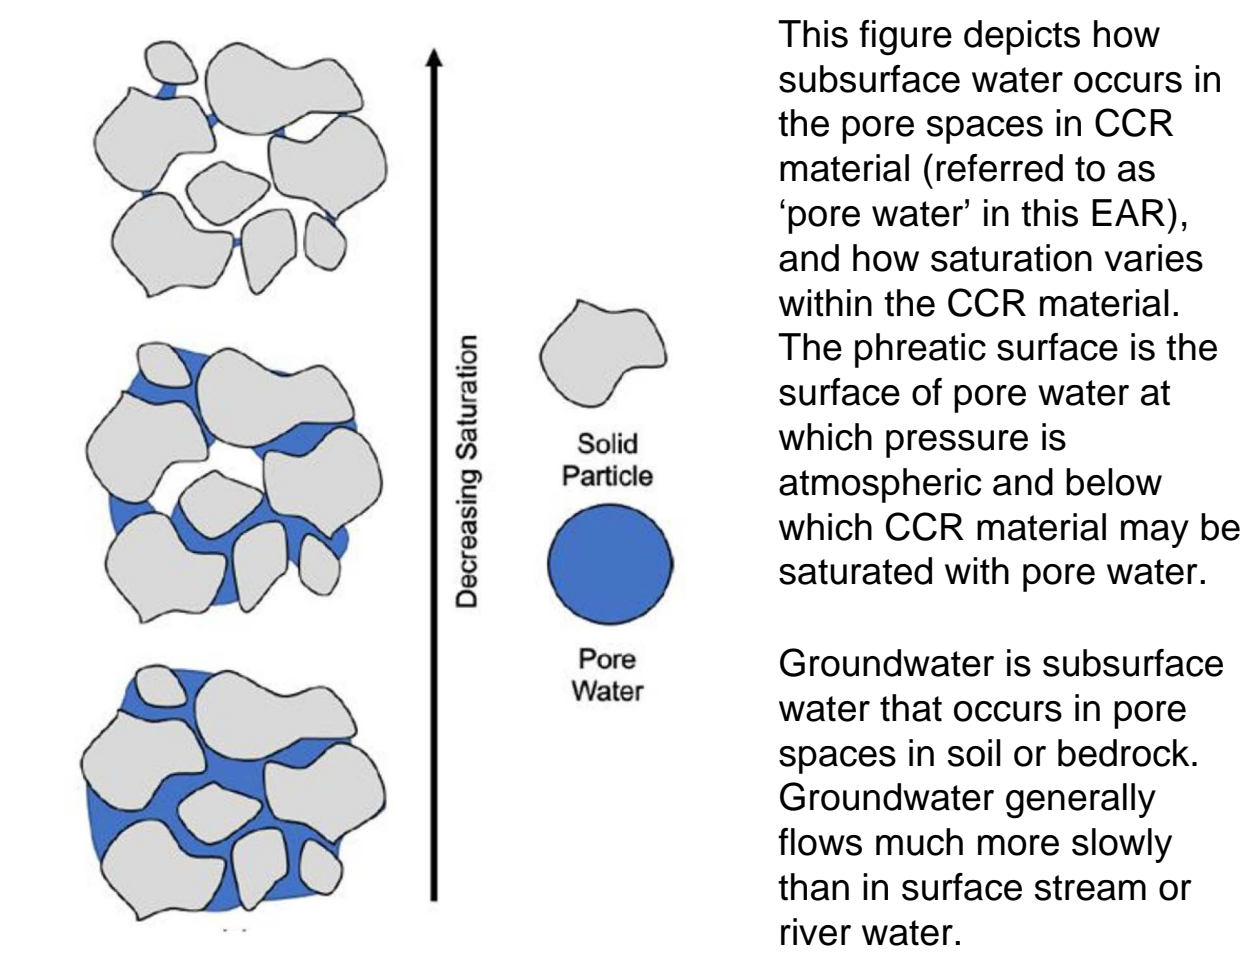 Decreasing Saturation
Solid
Particle
Pore
Water
This figure depicts how
subsurface water occurs in
the pore spaces in CCR
material (referred to as
‘pore water’ in this EAR),
and how saturation varies
within the CCR material.
The phreatic surface is the
surface of pore water at
which pressure is
atmospheric and below
which CCR material may be
saturated with pore water.
Groundwater is subsurface
water that occurs in pore
spaces in soil or bedrock.
Groundwater generally
flows much more slowly
than in surface stream or
river water.